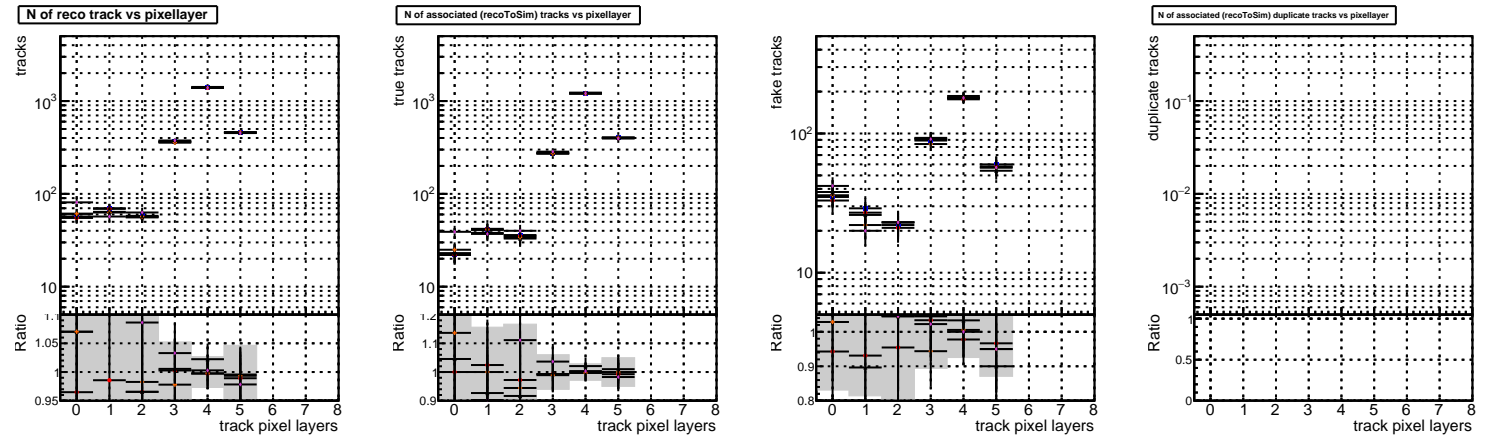 N of reco track vs pixellayer
tracks
10³
10²
10
Ratio
1.1
1.05
1
0.95
0 1 2 3 4 5 6 7 8
track pixel layers
N of associated (recoToSim) tracks vs pixellayer
true tracks
10³
10²
10
Ratio
1.2
1.1
1
0.9
0 1 2 3 4 5 6 7 8
track pixel layers
fake tracks
10²
10
Ratio
1
0.9
0.8
0 1 2 3 4 5 6 7 8
track pixel layers
N of associated (recoToSim) duplicate tracks vs pixellayer
duplicate tracks
10⁻¹
10⁻²
10⁻³
Ratio
1
0.5
0
0 1 2 3 4 5 6 7 8
track pixel layers